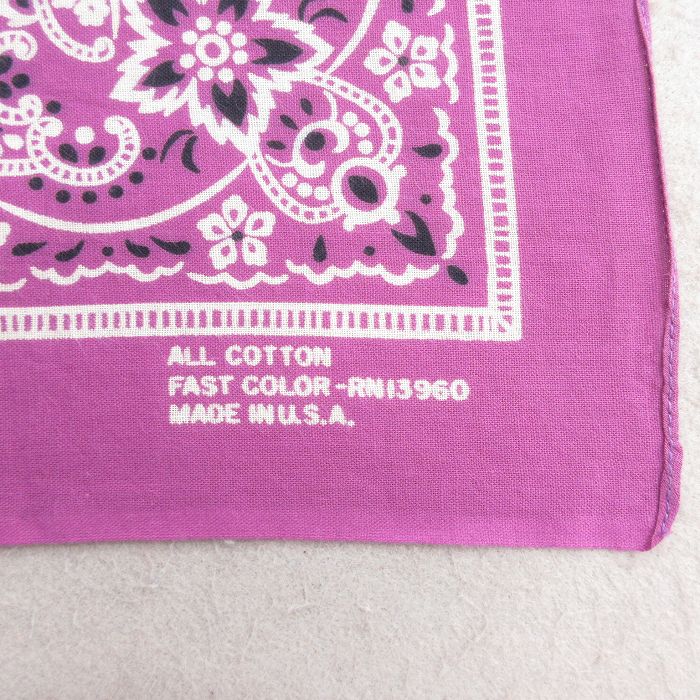 ALL COTTON
FAST COLOR-RN13960
MADE IN U.S.A.